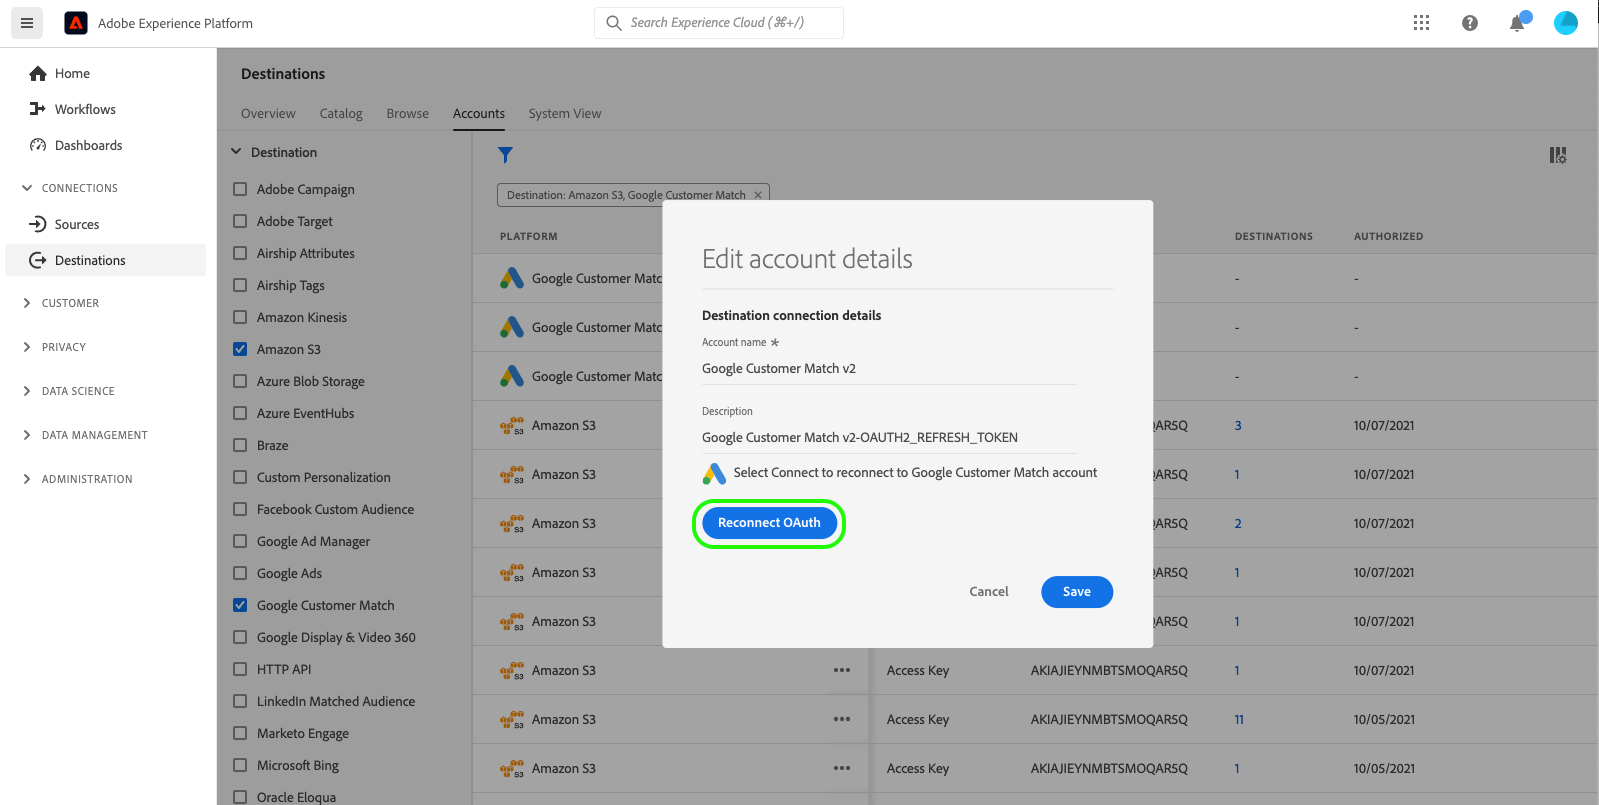 Adobe Experience Platform
Search Experience Cloud (⌘+/)
Home
Workflows
Dashboards
CONNECTIONS
Sources
Destinations
CUSTOMER
PRIVACY
DATA SCIENCE
DATA MANAGEMENT
ADMINISTRATION
Destinations
Overview Catalog Browse Accounts System View
Destination
Adobe Campaign
Adobe Target
Airship Attributes
Airship Tags
Amazon Kinesis
Amazon S3
Azure Blob Storage
Azure EventHubs
Braze
Custom Personalization
Facebook Custom Audience
Google Ad Manager
Google Ads
Google Customer Match
Google Display & Video 360
HTTP API
LinkedIn Matched Audience
Marketo Engage
Microsoft Bing
Oracle Eloqua
Destination: Amazon S3, Google Customer Match ×
PLATFORM DESTINATIONS AUTHORIZED
Google Customer Matc - -
Google Customer Matc - -
Google Customer Matc - -
Amazon S3 QAR5Q 3 10/07/2021
Amazon S3 QAR5Q 1 10/07/2021
Amazon S3 QAR5Q 2 10/07/2021
Amazon S3 QAR5Q 1 10/07/2021
Amazon S3 QAR5Q 1 10/07/2021
Amazon S3 ••• Access Key AKIAJIEYNMBTSMOQAR5Q 1 10/07/2021
Amazon S3 ••• Access Key AKIAJIEYNMBTSMOQAR5Q 11 10/05/2021
Amazon S3 ••• Access Key AKIAJIEYNMBTSMOQAR5Q 1 10/05/2021
Edit account details
Destination connection details
Account name *
Google Customer Match v2
Description
Google Customer Match v2-OAUTH2_REFRESH_TOKEN
Select Connect to reconnect to Google Customer Match account
Reconnect OAuth
Cancel Save